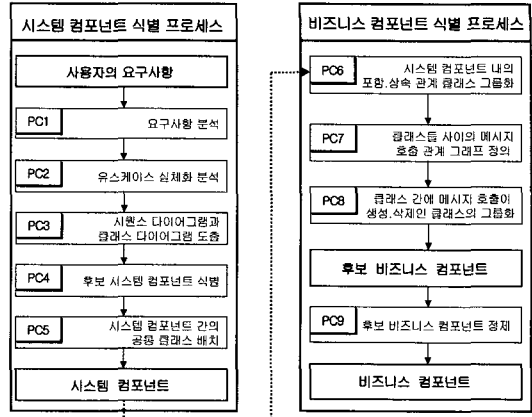 시스템 컴포넌트 식별 프로세스
사용자의 요구사항
PC1
요구사항 분석
PC2
유스케이스 실체화 분석
PC3
시퀀스 다이어그램과
클래스 다이어그램 도출
PC4
후보 시스템 컴포넌트 식별
PC5
시스템 컴포넌트 간의
공통 클래스 배치
시스템 컴포넌트
비즈니스 컴포넌트 식별 프로세스
PC6
시스템 컴포넌트 내의
포함.상속 관계 클래스 그룹화
PC7
클래스들 사이의 메시지
호출 관계 그래프 정의
PC8
클래스 간에 메시지 호출이
생성.삭제인 클래스의 그룹화
후보 비즈니스 컴포넌트
PC9
후보 비즈니스 컴포넌트 정제
비즈니스 컴포넌트